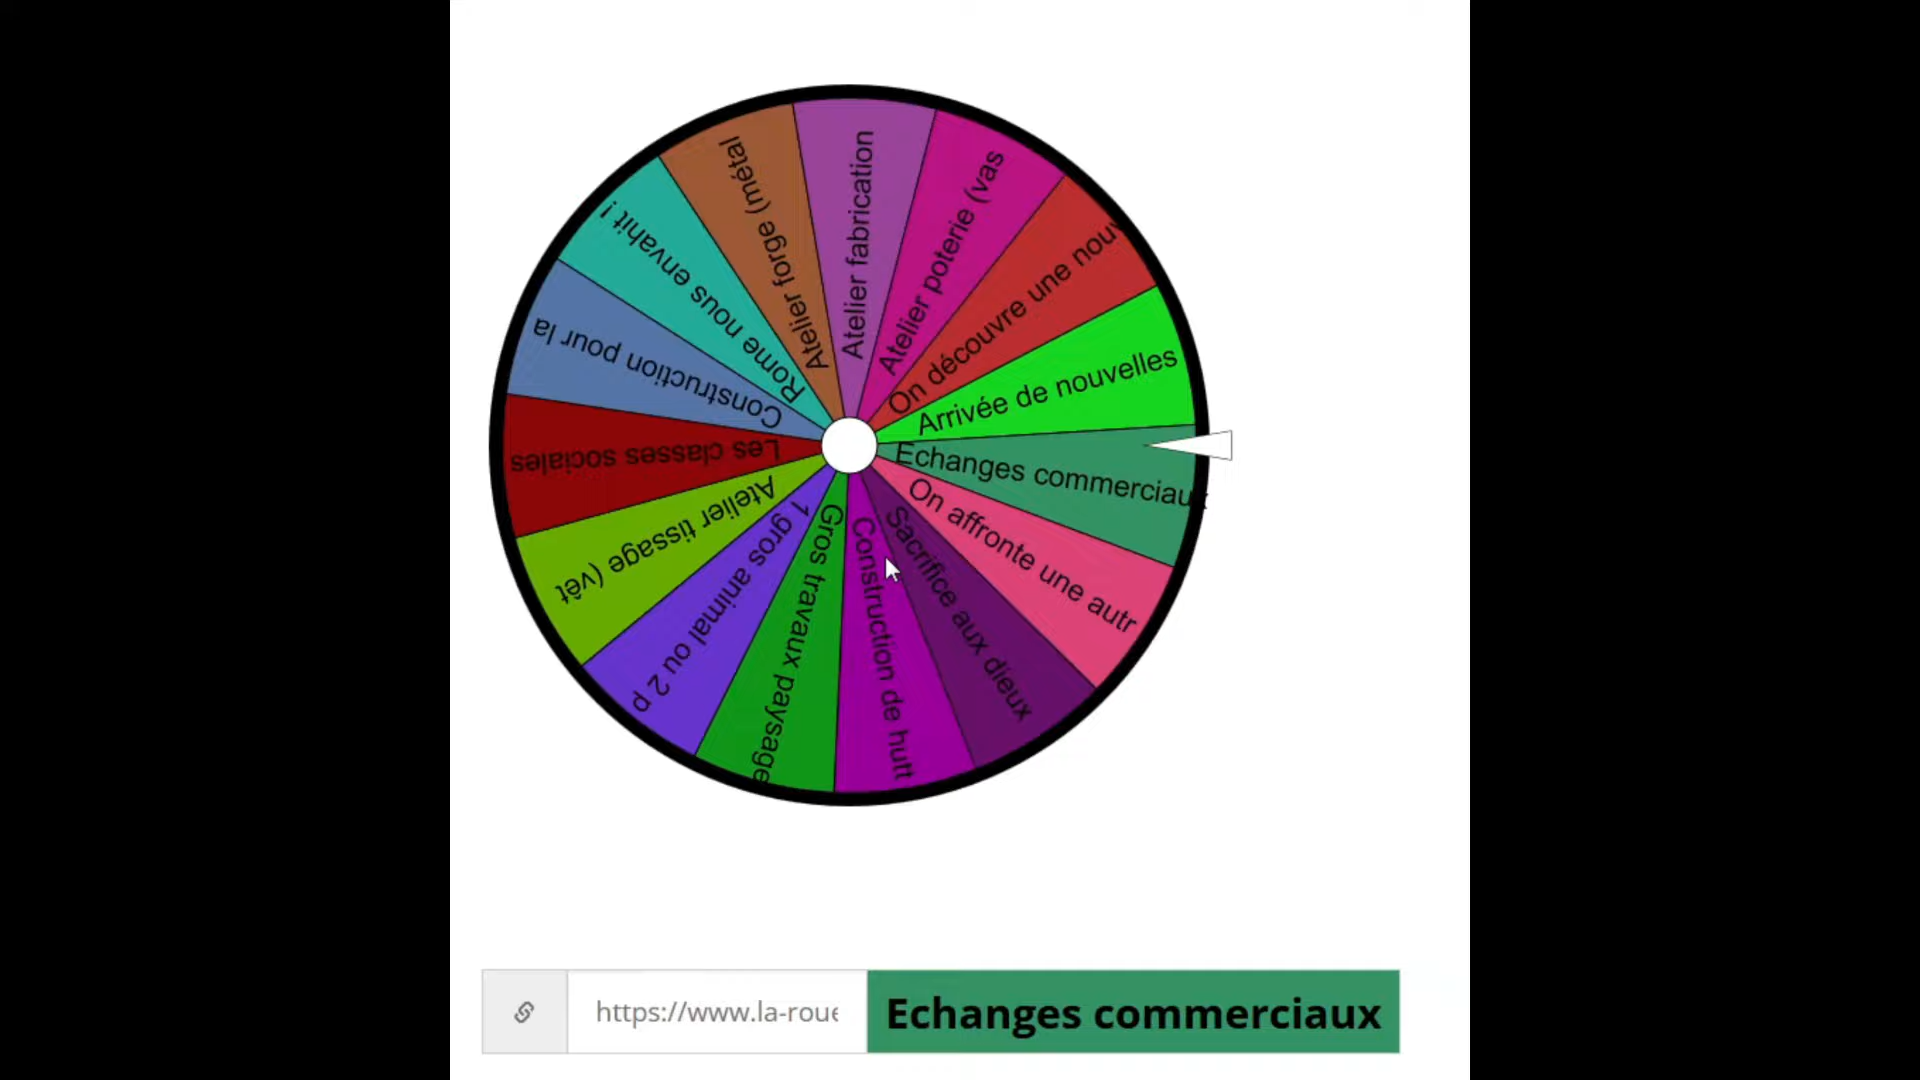 Atelier fabrication
Atelier poterie (vas
On découvre une nouv
Arrivée de nouvelles
Echanges commerciaux
On affronte une autr
Sacrifice aux dieux
Construction de hutt
Gros travaux paysage
1 gros animal ou 2 p
Atelier tissage (vêt
Les classes sociales
Construction pour la
Rome nous envahit !
Atelier forge (métal
https://www.la-roue
Echanges commerciaux